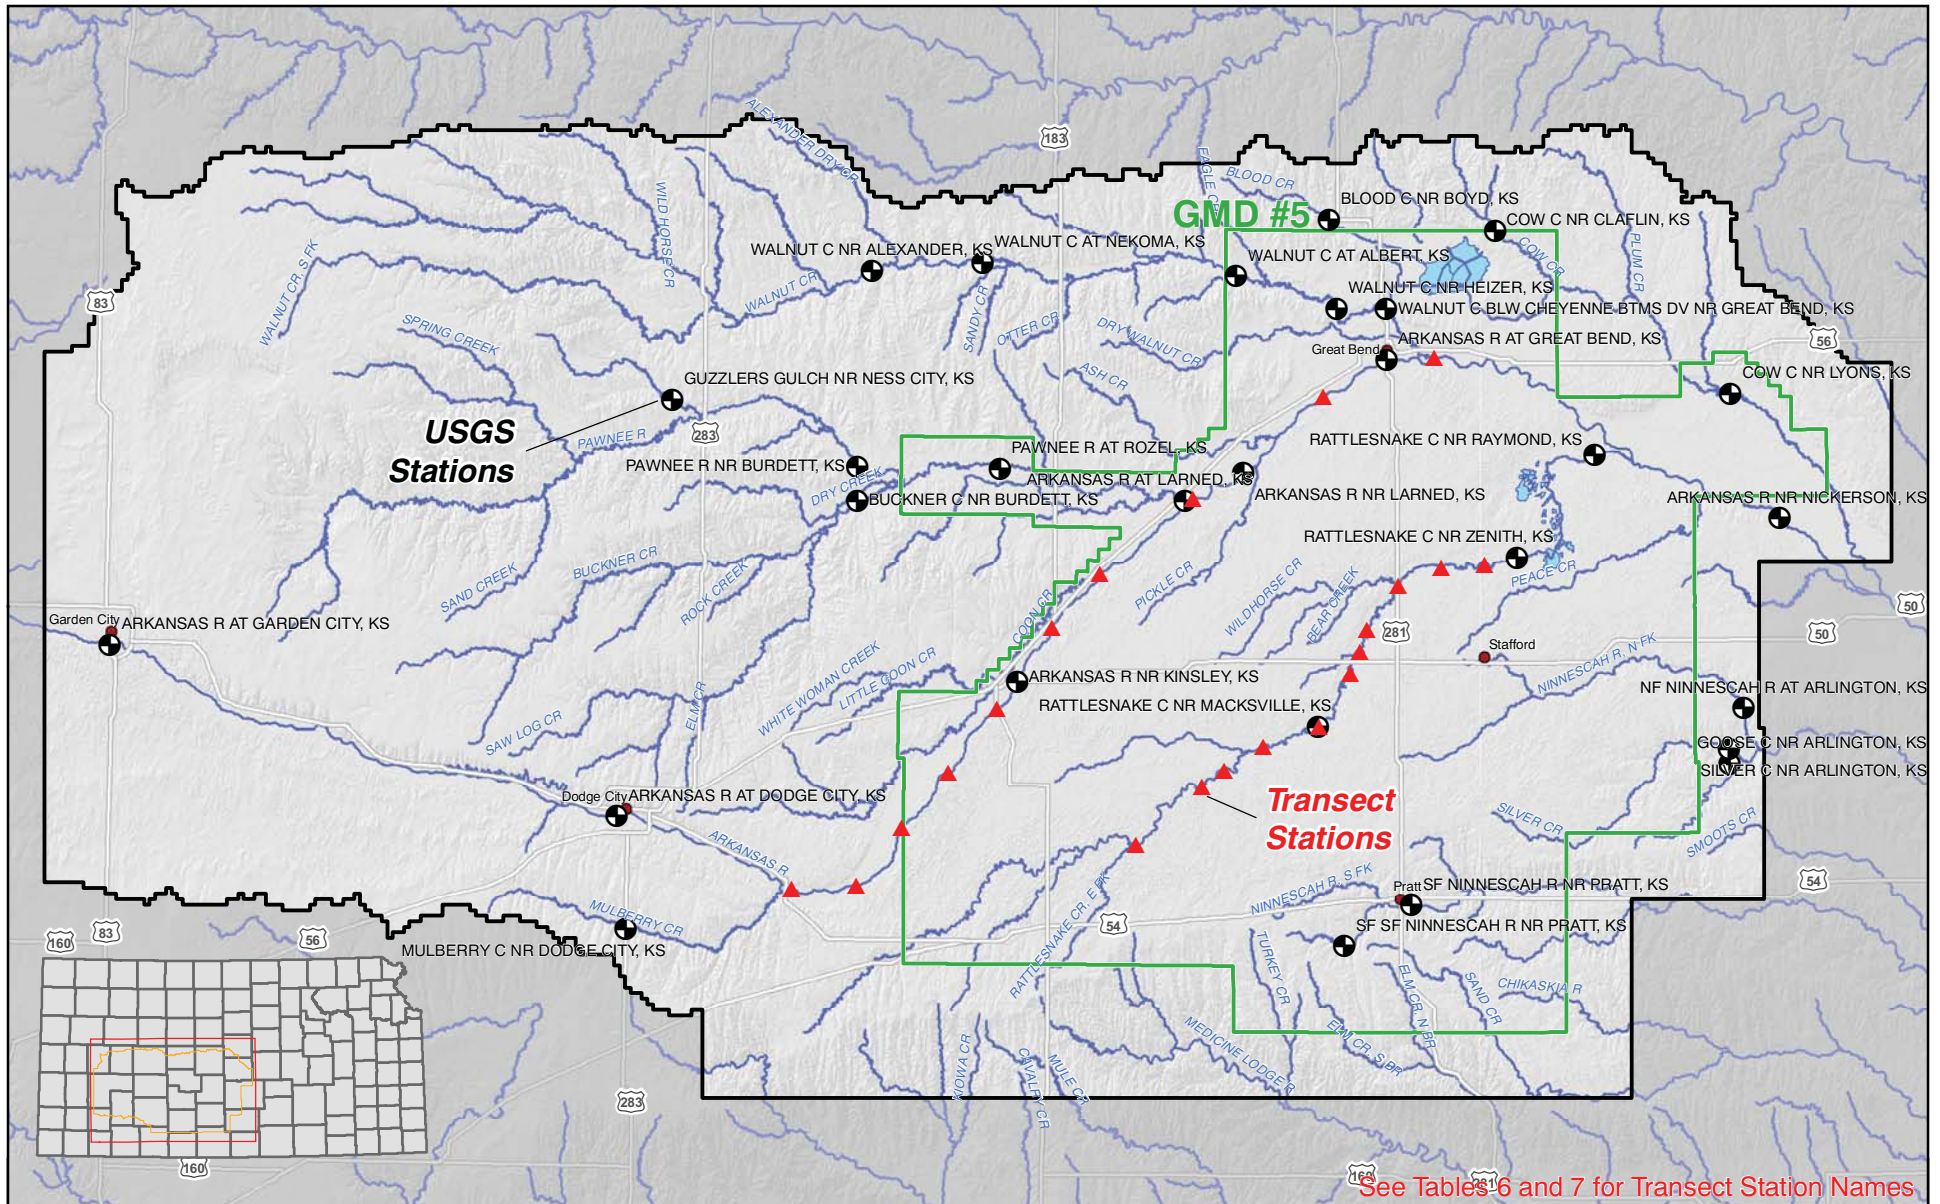 ALEXANDER DRY CR
183
EAGLE CR
BLOOD CR
BLOOD C NR BOYD, KS
GMD #5
COW C NR CLAFLIN, KS
WILD HORSE CR
WALNUT CR, S FK
WALNUT C NR ALEXANDER, KS
WALNUT C AT NEKOMA, KS
WALNUT C AT ALBERT, KS
COW CR
PLUM CR
83
WALNUT CR
WALNUT C NR HEIZER, KS
WALNUT C BLW CHEYENNE BTMS DV NR GREAT BEND, KS
SPRING CREEK
SANDY CR
OTTER CR
DRY WALNUT CR
ARKANSAS R AT GREAT BEND, KS
Great Bend
56
ASH CR
COW C NR LYONS, KS
GUZZLERS GULCH NR NESS CITY, KS
USGS
Stations
PAWNEE R
283
PAWNEE R AT ROZEL, KS
RATTLESNAKE C NR RAYMOND, KS
PAWNEE R NR BURDETT, KS
DRY CREEK
ARKANSAS R AT LARNED, KS
BUCKNER C NR BURDETT, KS
ARKANSAS R NR LARNED, KS
ARKANSAS R NR NICKERSON, KS
RATTLESNAKE C NR ZENITH, KS
BUCKNER CR
SAND CREEK
ROCK CREEK
PICKLE CR
WILDHORSE CR
BEAR CREEK
PEACE CR
COON CR
50
50
Garden City
ARKANSAS R AT GARDEN CITY, KS
281
Stafford
WHITE WOMAN CREEK
LITTLE COON CR
NINNESCAH R, N FK
ARKANSAS R NR KINSLEY, KS
NF NINNESCAH R AT ARLINGTON, KS
ELM CR
SAW LOG CR
RATTLESNAKE C NR MACKSVILLE, KS
GOOSE C NR ARLINGTON, KS
SILVER C NR ARLINGTON, KS
Dodge City
ARKANSAS R AT DODGE CITY, KS
Transect
Stations
SILVER CR
SMOOTS CR
ARKANSAS R
NINNESCAH R, S FK
Pratt
SF NINNESCAH R NR PRATT, KS
54
RATTLESNAKE CR, E FK
54
MULBERRY CR
SF SF NINNESCAH R NR PRATT, KS
160
83
56
MULBERRY C NR DODGE CITY, KS
TURKEY CR
ELM CR, N BR
SAND CR
CHIKASKIA R
MEDICINE LODGE R
ELM CR, S BR
KIOWA CR
CAVALRY CR
MULE CR
283
160
160
281
See Tables 6 and 7 for Transect Station Names